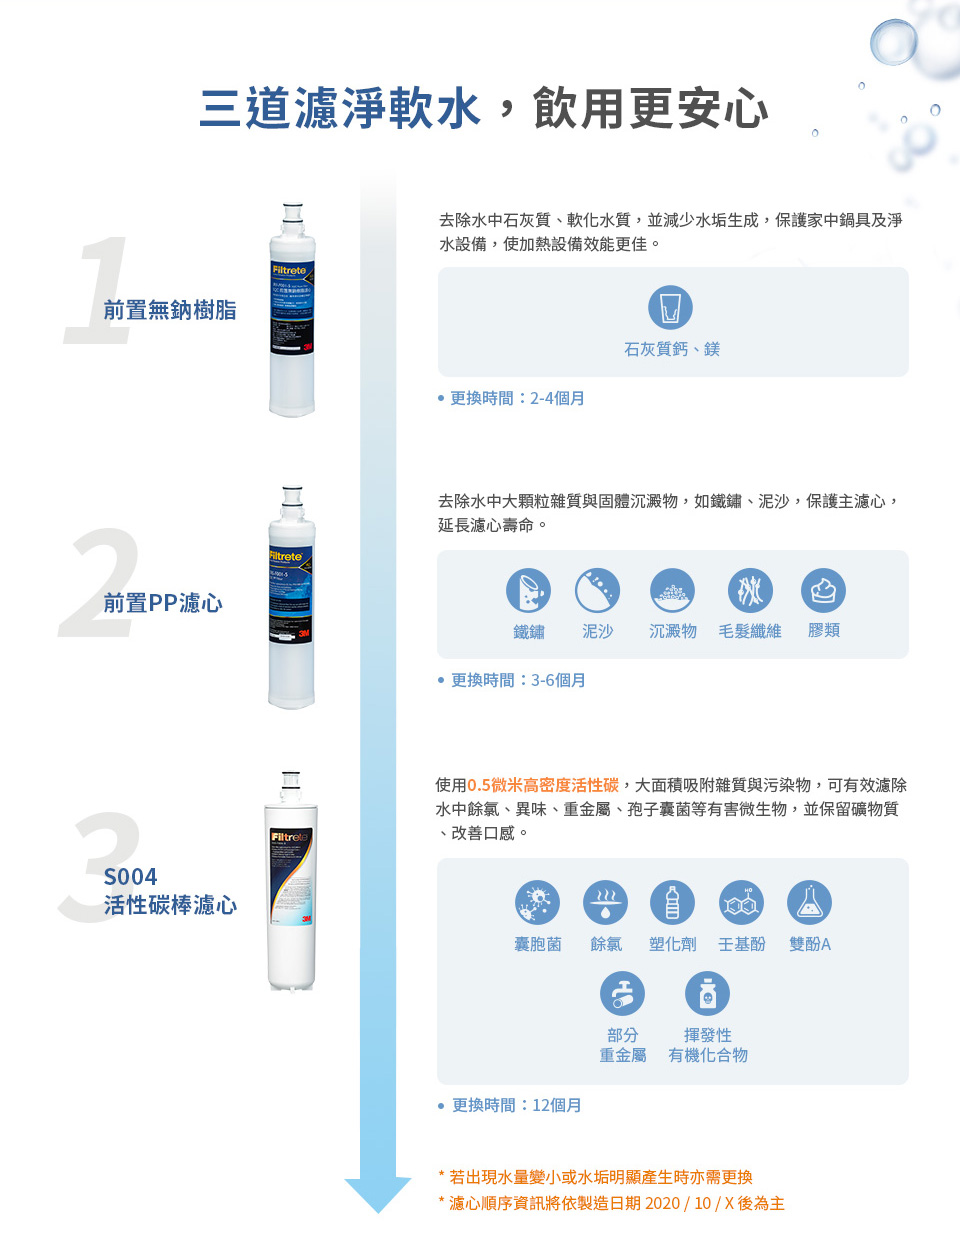 三道濾淨軟水，飲用更安心
1
前置無鈉樹脂
Filtrete
3M
去除水中石灰質、軟化水質，並減少水垢生成，保護家中鍋具及淨
水設備，使加熱設備效能更佳。
石灰質鈣、鎂
• 更換時間：2-4個月
2
前置PP濾心
Filtrete
3M
去除水中大顆粒雜質與固體沉澱物，如鐵鏽、泥沙，保護主濾心，
延長濾心壽命。
鐵鏽 泥沙 沉澱物 毛髮纖維 膠類
• 更換時間：3-6個月
3
S004
活性碳棒濾心
Filtrete
3M
使用0.5微米高密度活性碳，大面積吸附雜質與污染物，可有效濾除
水中餘氯、異味、重金屬、孢子囊菌等有害微生物，並保留礦物質
、改善口感。
HO
囊胞菌 餘氯 塑化劑 壬基酚 雙酚A
部分
重金屬
揮發性
有機化合物
• 更換時間：12個月
* 若出現水量變小或水垢明顯產生時亦需更換
* 濾心順序資訊將依製造日期 2020 / 10 / X 後為主